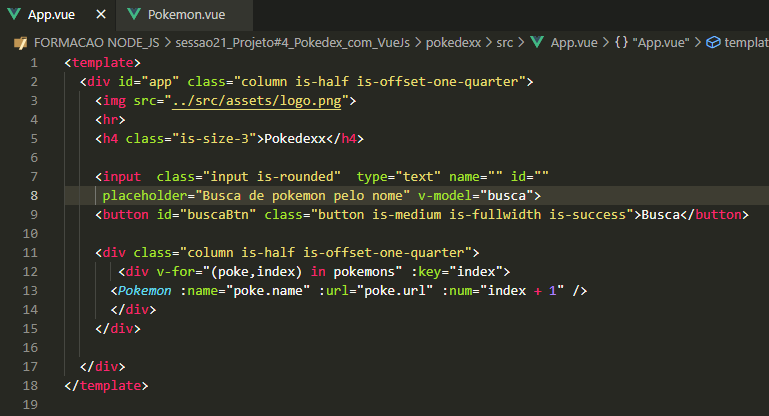 App.vue × Pokemon.vue
FORMACAO NODE_JS > sessao21_Projeto#4_Pokedex_com_VueJs > pokedexx > src > App.vue > {} "App.vue" > templat
1 <template>
2 <div id="app" class="column is-half is-offset-one-quarter">
3 <img src="../src/assets/logo.png">
4 <hr>
5 <h4 class="is-size-3">Pokedexx</h4>
6
7 <input  class="input is-rounded"  type="text" name="" id=""
8 placeholder="Busca de pokemon pelo nome" v-model="busca">
9 <button id="buscaBtn" class="button is-medium is-fullwidth is-success">Busca</button>
10
11 <div class="column is-half is-offset-one-quarter">
12 <div v-for="(poke,index) in pokemons" :key="index">
13 <Pokemon :name="poke.name" :url="poke.url" :num="index + 1" />
14 </div>
15 </div>
16
17 </div>
18 </template>
19